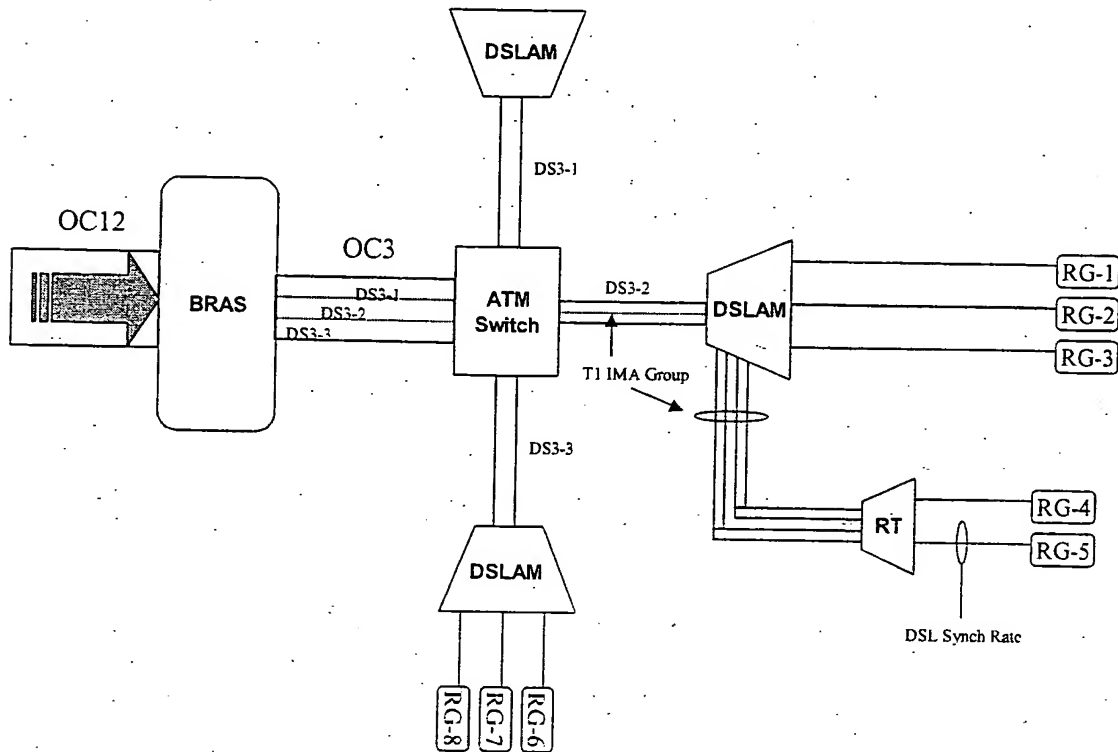 DSLAM
DS3-1
OC12
OC3
BRAS
DS3-1
DS3-2
DS3-3
ATM
Switch
DS3-2
DSLAM
RG-1
RG-2
RG-3
T1 IMA Group
DS3-3
RT
RG-4
RG-5
DSLAM
DSL Synch Rate
RG-8
RG-7
RG-6